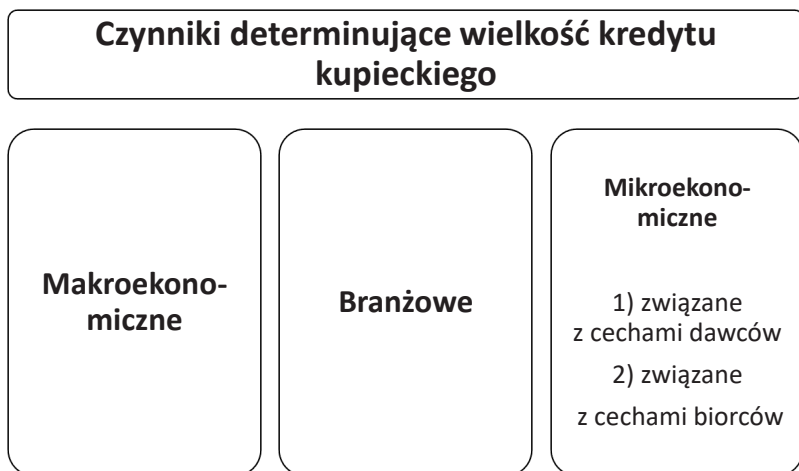 Czynniki determinujące wielkość kredytu
kupieckiego
Makroekono-
miczne
Branżowe
Mikroekono-
miczne
1) związane
z cechami dawców
2) związane
z cechami biorców